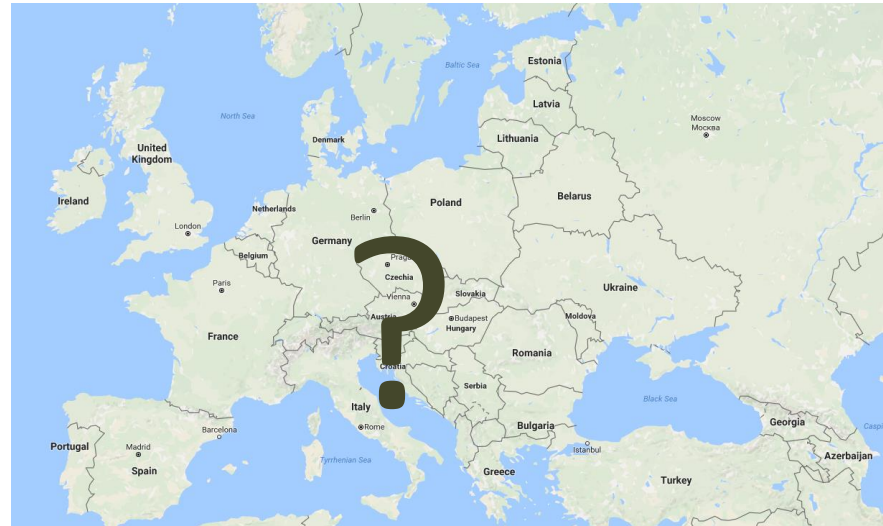 Estonia
Baltic Sea
Latvia
Moscow
Москва
North Sea
Denmark
Lithuania
United
Kingdom
Belarus
Ireland
Netherlands
Poland
Berlin
London
Germany
Belgium
Prag
Czechia
Paris
Ukraine
Slovakia
Vienna
Austria
Budapest
Moldova
Hungary
France
Romania
Croatia
Serbia
Black Sea
Italy
Georgia
Bulgaria
Rome
Barcelona
Caspi
Portugal
Madrid
Istanbul
Azerbaijan
Tyrrhenian Sea
Spain
Greece
Turkey
?